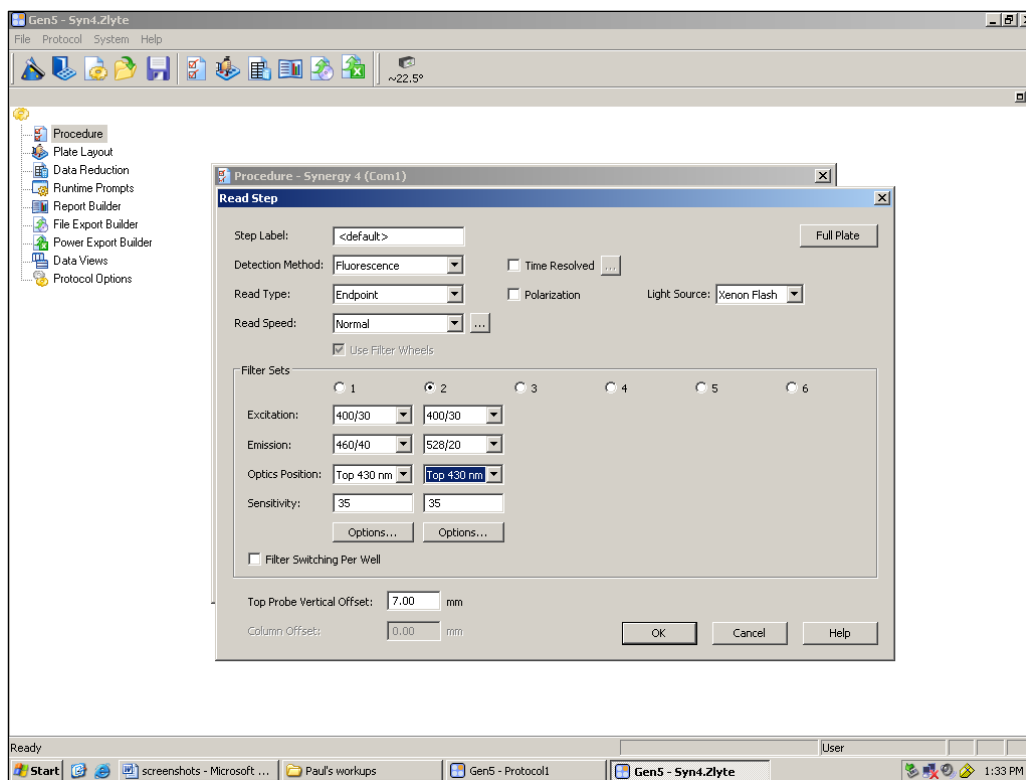 Gen5 - Syn4.Zlyte
File Protocol System Help
~22.5°
Procedure
Plate Layout
Data Reduction
Runtime Prompts
Report Builder
File Export Builder
Power Export Builder
Data Views
Protocol Options
Procedure - Synergy 4 (Com1)
Read Step
Step Label: <default> Full Plate
Detection Method: Fluorescence Time Resolved ...
Read Type: Endpoint Polarization Light Source: Xenon Flash
Read Speed: Normal ...
Use Filter Wheels
Filter Sets
1 2 3 4 5 6
Excitation: 400/30 400/30
Emission: 460/40 528/20
Optics Position: Top 430 nm Top 430 nm
Sensitivity: 35 35
Options... Options...
Filter Switching Per Well
Top Probe Vertical Offset: 7.00 mm
Column Offset: 0.00 mm
OK Cancel Help
Ready User
Start screenshots - Microsoft ... Paul's workups Gen5 - Protocol1 Gen5 - Syn4.Zlyte 1:33 PM